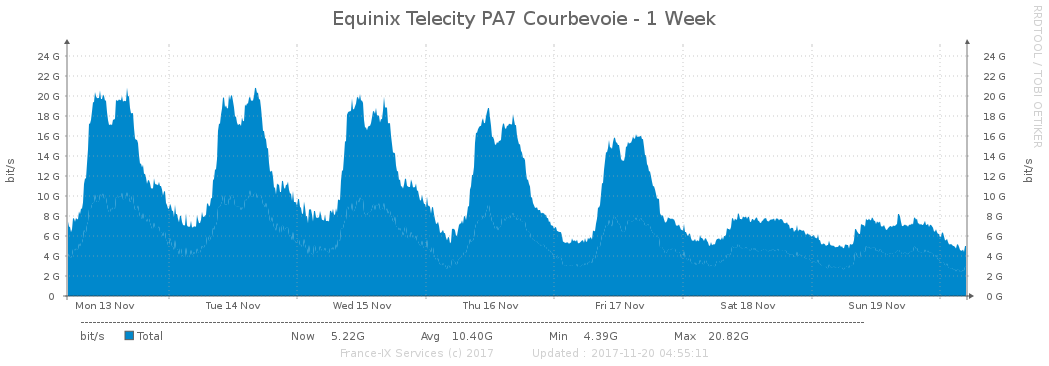 Equinix Telecity PA7 Courbevoie - 1 Week
RRDTOOL / TOBI OETIKER
bit/s
24 G 24 G
22 G 22 G
20 G 20 G
18 G 18 G
16 G 16 G
14 G 14 G
12 G 12 G
10 G 10 G
8 G 8 G
6 G 6 G
4 G 4 G
2 G 2 G
0 0 G
bit/s
Mon 13 Nov Tue 14 Nov Wed 15 Nov Thu 16 Nov Fri 17 Nov Sat 18 Nov Sun 19 Nov
bit/s Total Now 5.22G Avg 10.40G Min 4.39G Max 20.82G
France-IX Services (c) 2017 Updated : 2017-11-20 04:55:11